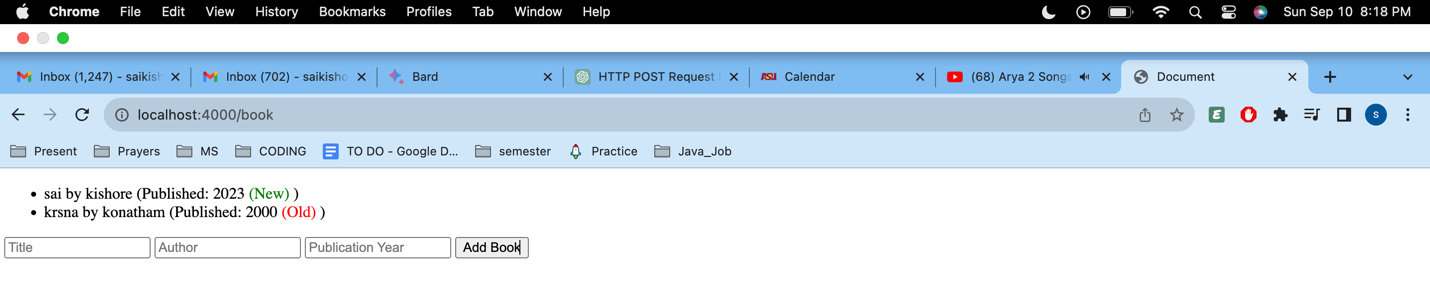 Chrome File Edit View History Bookmarks Profiles Tab Window Help Sun Sep 10 8:18 PM
Inbox (1,247) - saikish Inbox (702) - saikisho Bard HTTP POST Request ASU Calendar (68) Arya 2 Songs Document
localhost:4000/book E S
Present Prayers MS CODING TO DO - Google D... semester Practice Java_Job
• sai by kishore (Published: 2023 (New) )
• krsna by konatham (Published: 2000 (Old) )
Title Author Publication Year Add Book